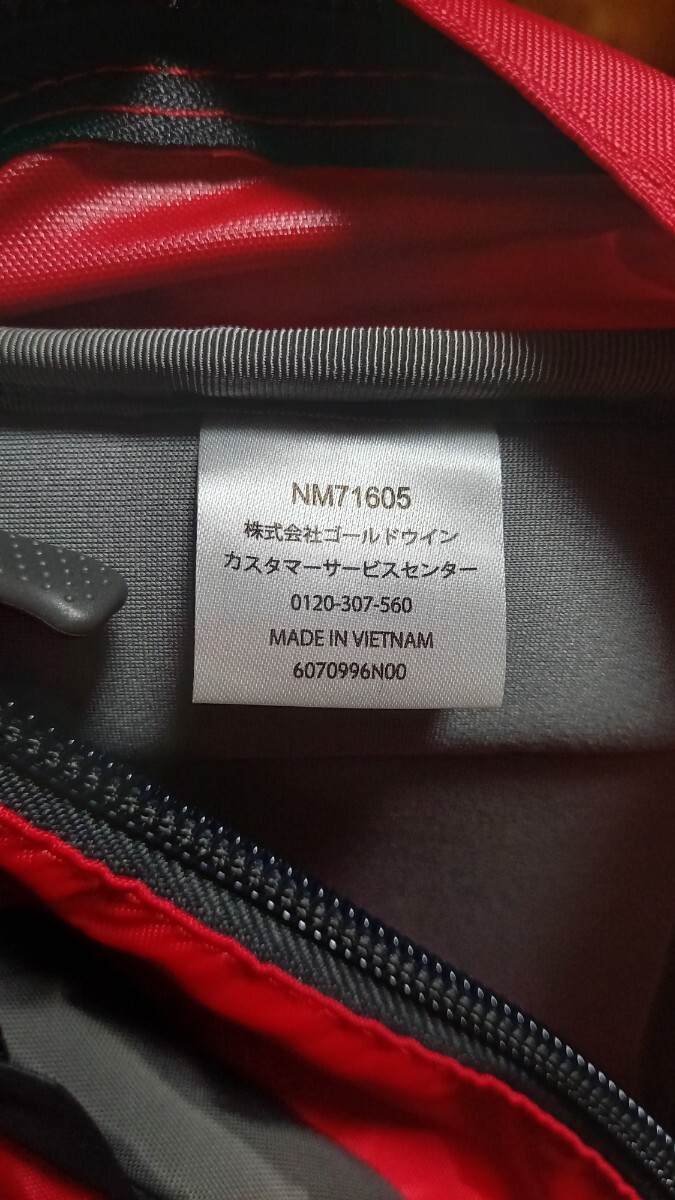 NM71605
株式会社ゴールドウイン
カスタマーサービスセンター
0120-307-560
MADE IN VIETNAM
6070996N00